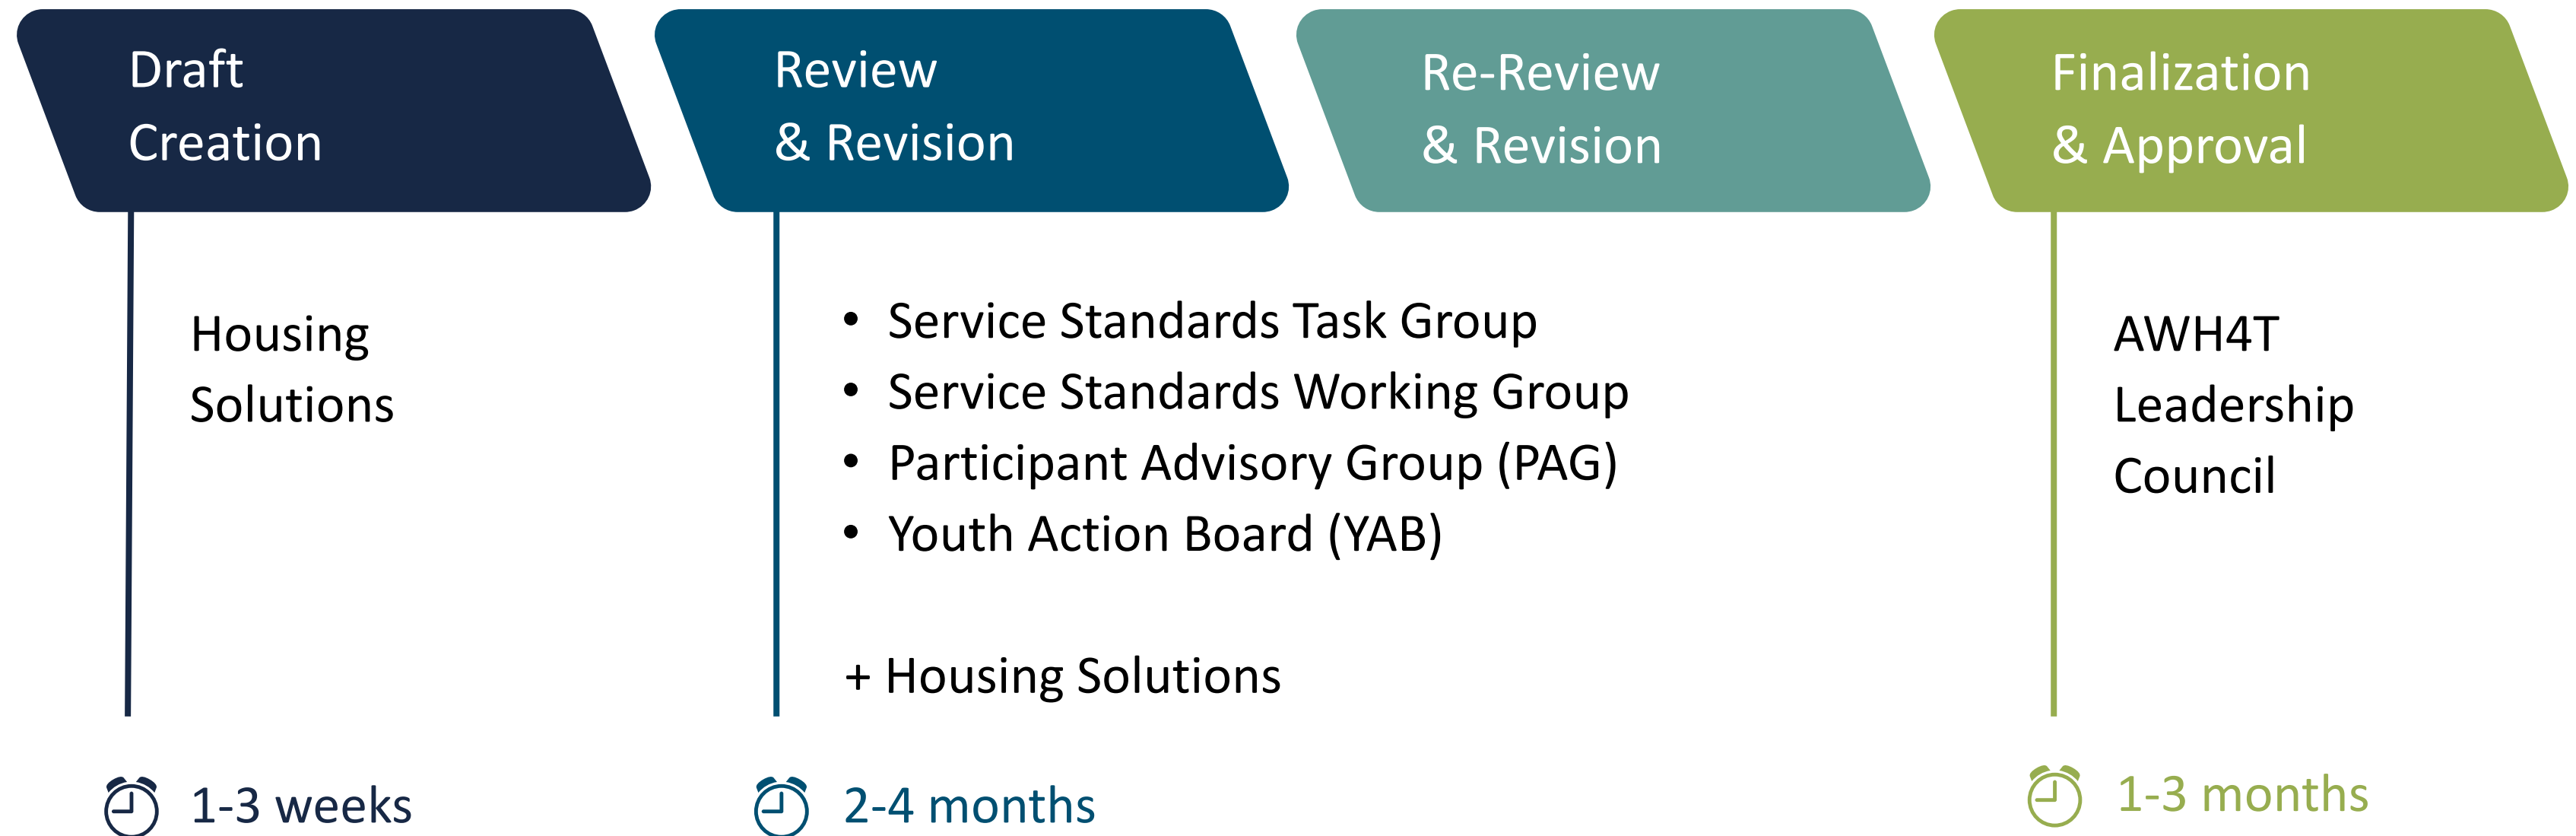 Draft
Creation
Review
& Revision
Re-Review
& Revision
Finalization
& Approval
Housing
Solutions
• Service Standards Task Group
• Service Standards Working Group
• Participant Advisory Group (PAG)
• Youth Action Board (YAB)
+ Housing Solutions
AWH4T
Leadership
Council
1-3 weeks
2-4 months
1-3 months